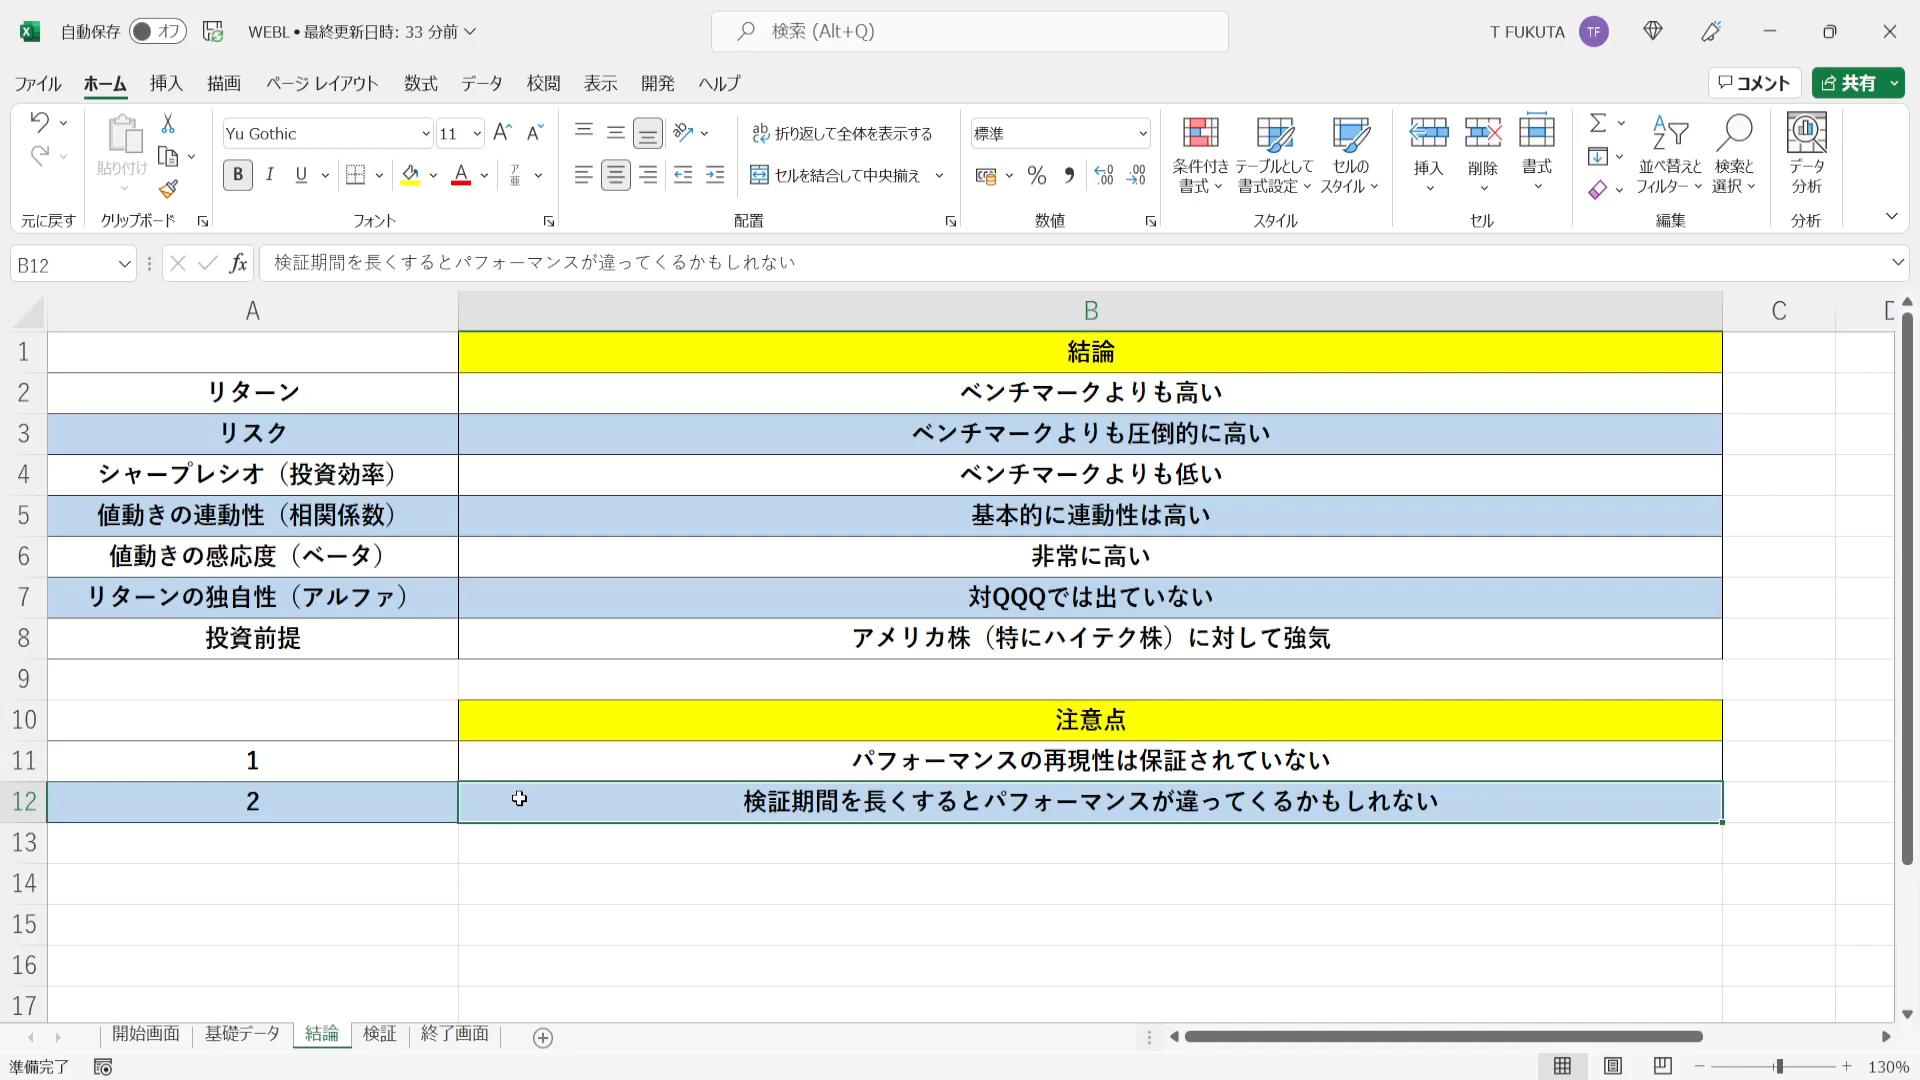 自動保存 オフ WEBL • 最終更新日時: 33 分前 検索 (Alt+Q) T FUKUTA TF
ファイル ホーム 挿入 描画 ページ レイアウト 数式 データ 校閲 表示 開発 ヘルプ コメント 共有
貼り付け Yu Gothic 11 折り返して全体を表示する 標準
B I U A セルを結合して中央揃え % 条件付き書式 テーブルとして書式設定 セルのスタイル 挿入 削除 書式 並べ替えとフィルター 検索と選択 データ分析
元に戻す クリップボード フォント 配置 数値 スタイル セル 編集 分析
B12 fx 検証期間を長くするとパフォーマンスが違ってくるかもしれない
A B C D
1 結論
2 リターン ベンチマークよりも高い
3 リスク ベンチマークよりも圧倒的に高い
4 シャープレシオ（投資効率） ベンチマークよりも低い
5 値動きの連動性（相関係数） 基本的に連動性は高い
6 値動きの感応度（ベータ） 非常に高い
7 リターンの独自性（アルファ） 対QQQでは出ていない
8 投資前提 アメリカ株（特にハイテク株）に対して強気
9
10 注意点
11 1 パフォーマンスの再現性は保証されていない
12 2 検証期間を長くするとパフォーマンスが違ってくるかもしれない
13
14
15
16
17
開始画面 基礎データ 結論 検証 終了画面
準備完了 130%